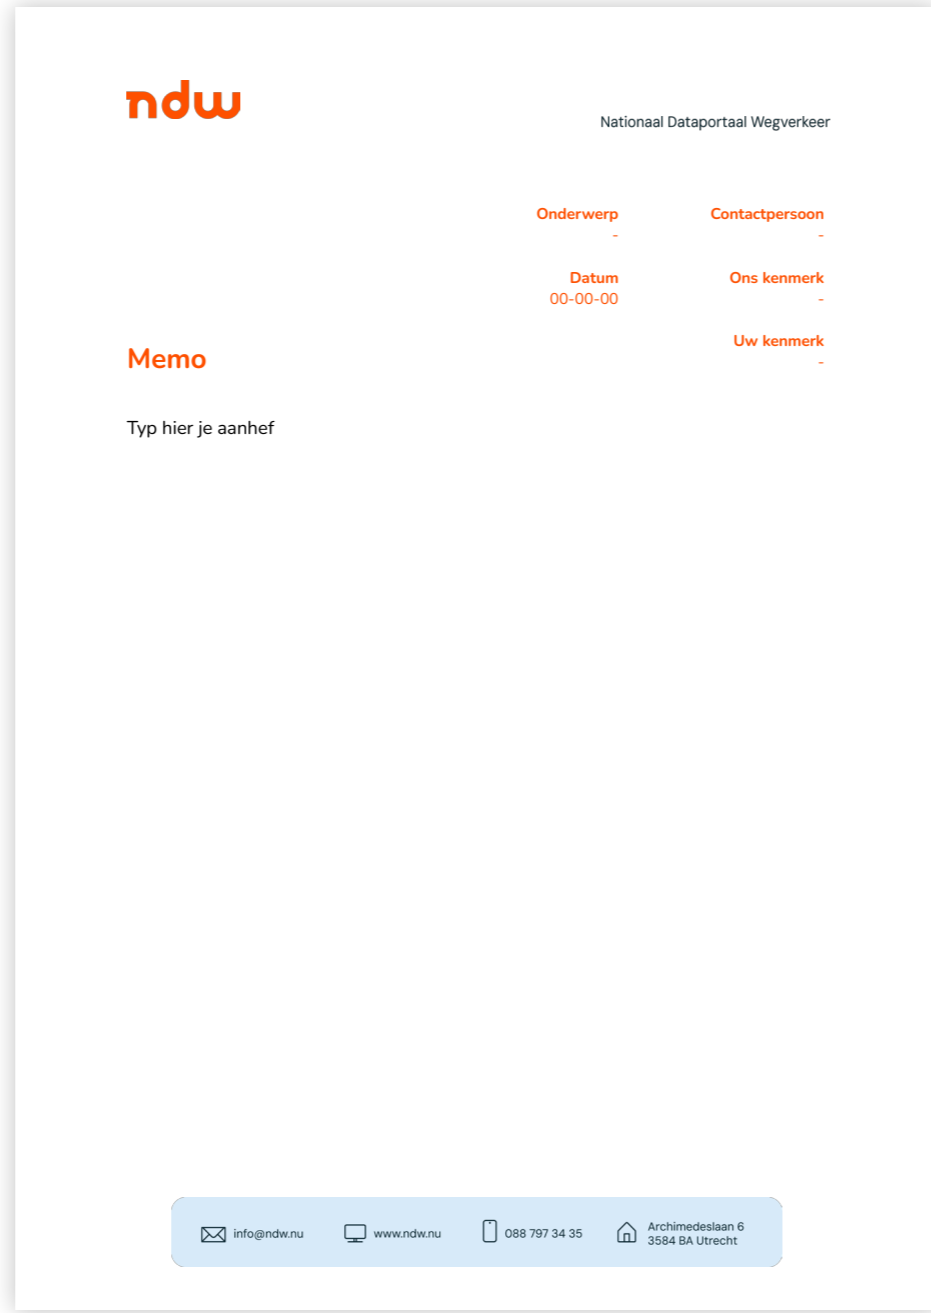 ndw
Nationaal Dataportaal Wegverkeer
Onderwerp
-
Datum
00-00-00
Contactpersoon
-
Ons kenmerk
-
Uw kenmerk
-
Memo
Typ hier je aanhef
info@ndw.nu
www.ndw.nu
088 797 34 35
Archimedeslaan 6
3584 BA Utrecht